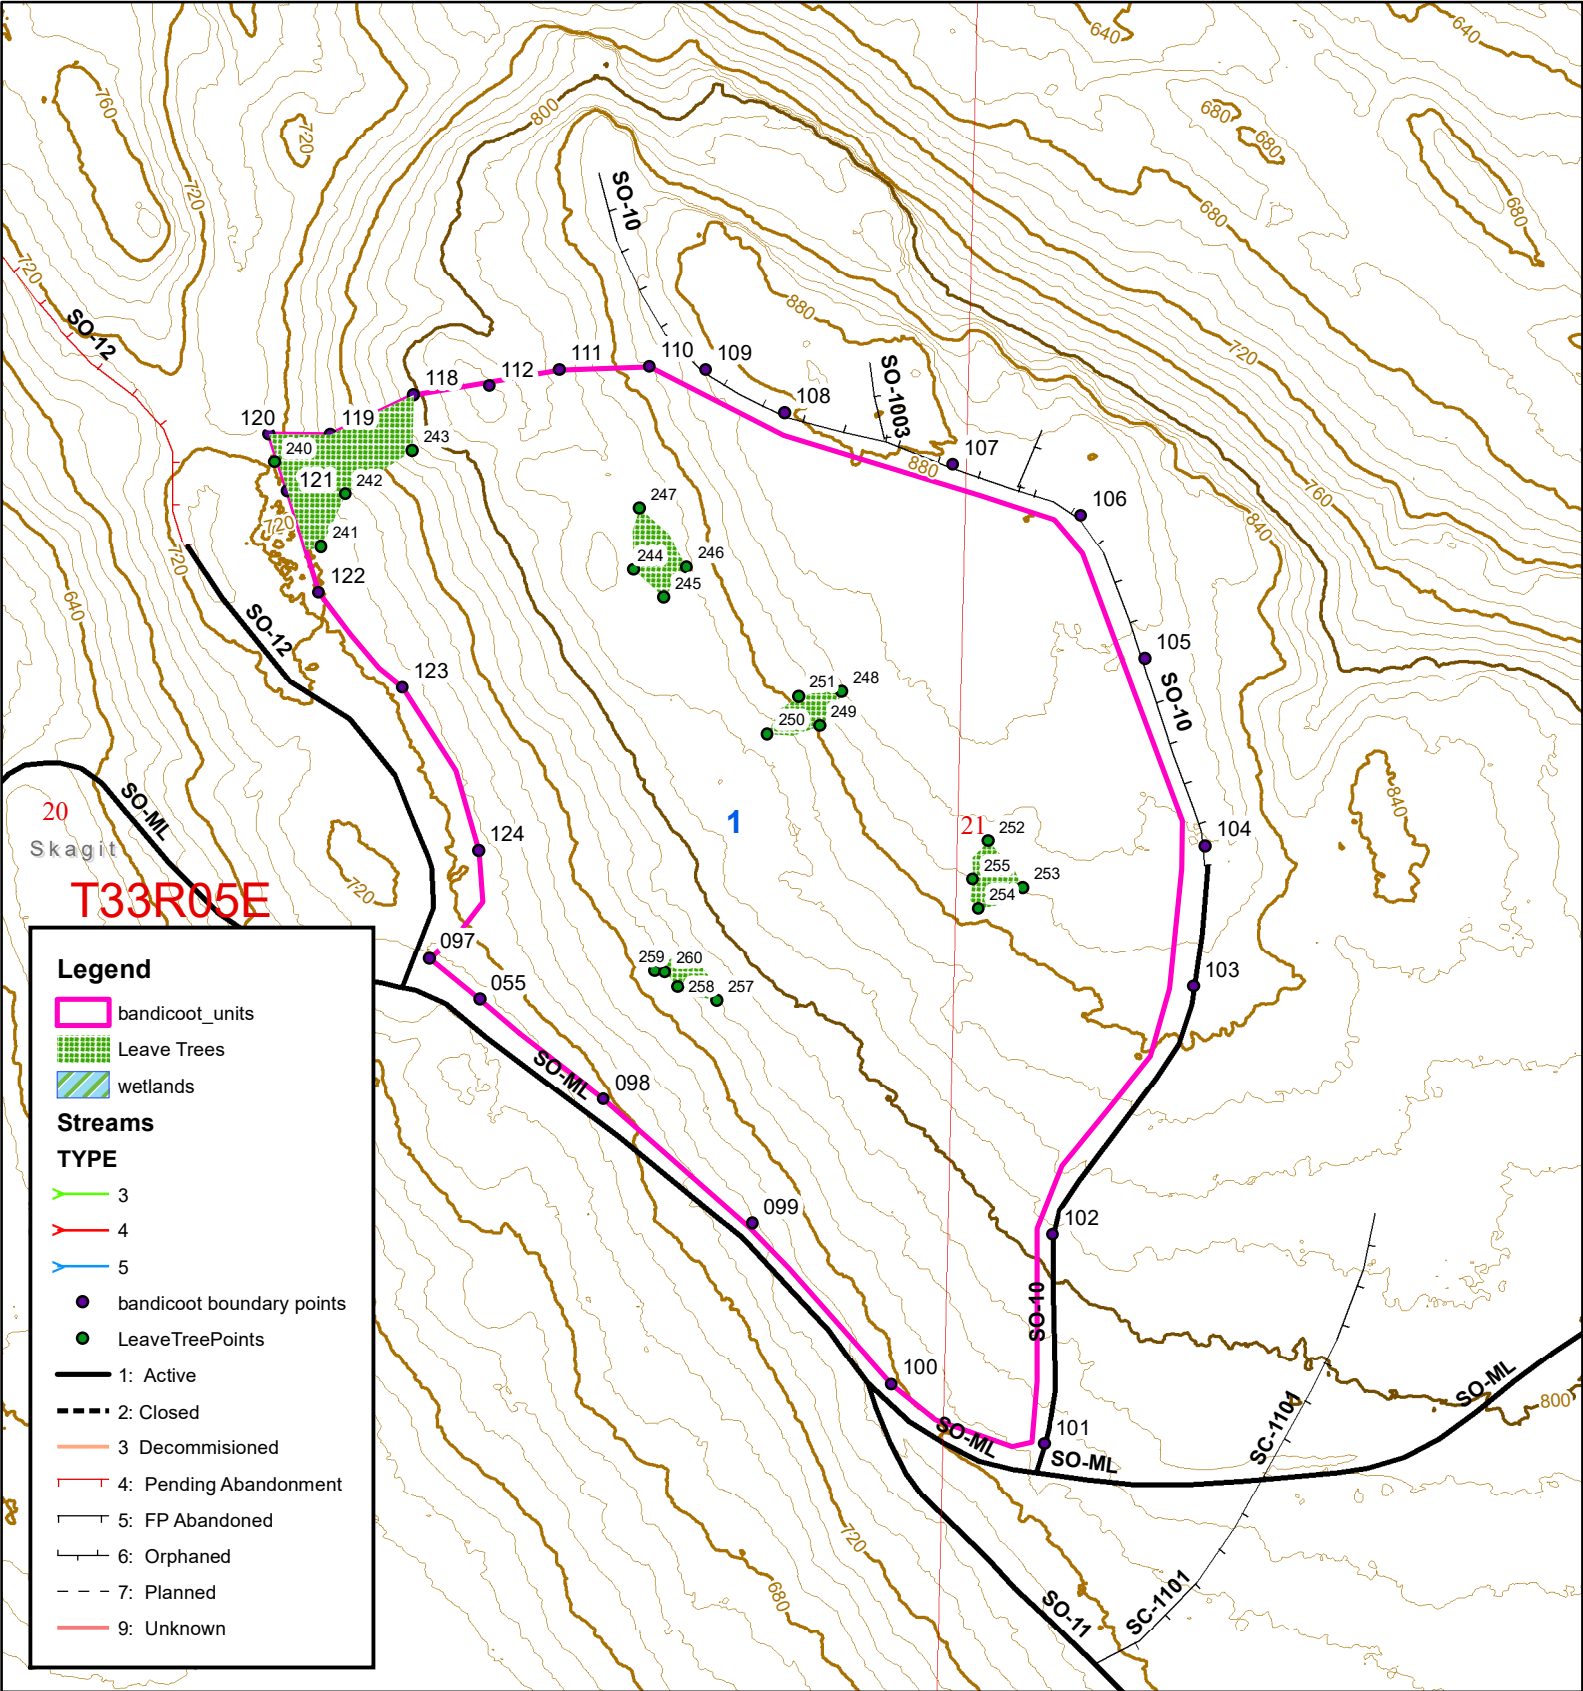 640
640
760
720
800
680
680
720
SO-10
680
680
720
880
SO-12
720
SO-1003
118
112
111
110
109
108
120
119
243
240
107
880
121
242
247
106
760
720
241
840
720
244
246
245
122
640
SO-12
123
105
251
248
SO-10
250
249
20
SO-ML
1
21
252
840
Skagit
124
104
255
253
720
254
T33R05E
097
259
260
103
055
258
257
Legend
bandicoot_units
Leave Trees
wetlands
Streams
TYPE
3
4
5
bandicoot boundary points
LeaveTreePoints
1: Active
2: Closed
3 Decommisioned
4: Pending Abandonment
5: FP Abandoned
6: Orphaned
7: Planned
9: Unknown
SO-ML
098
099
102
SO-10
100
SO-ML
101
SO-ML
SC-1101
SO-ML
800
720
680
SO-11
SC-1101